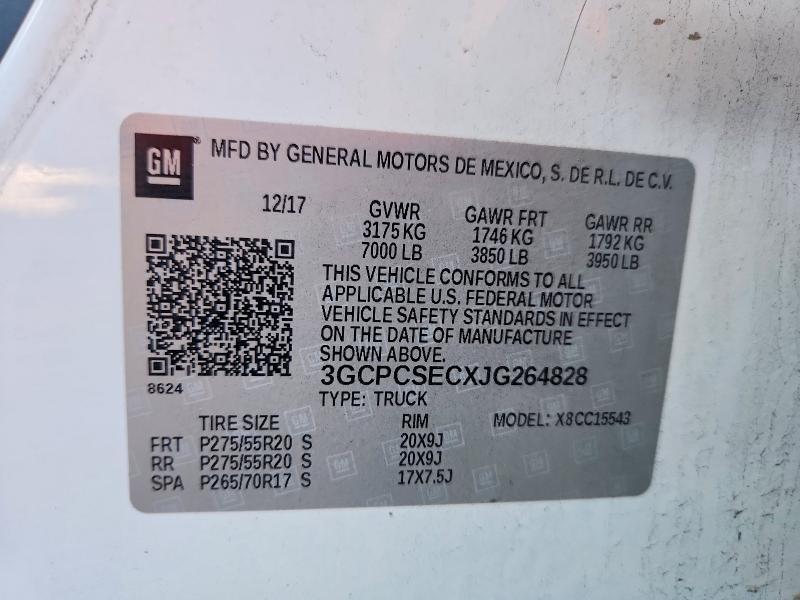 GM ® MFD BY GENERAL MOTORS DE MEXICO, S. DE R.L. DE C.V.
12/17 GVWR GAWR FRT GAWR RR
3175 KG 1746 KG 1792 KG
7000 LB 3850 LB 3950 LB
THIS VEHICLE CONFORMS TO ALL
APPLICABLE U.S. FEDERAL MOTOR
VEHICLE SAFETY STANDARDS IN EFFECT
ON THE DATE OF MANUFACTURE
SHOWN ABOVE.
8624
3GCPCSECXJG264828
TYPE: TRUCK
TIRE SIZE RIM MODEL: X8CC15543
FRT P275/55R20 S 20X9J
RR P275/55R20 S 20X9J
SPA P265/70R17 S 17X7.5J